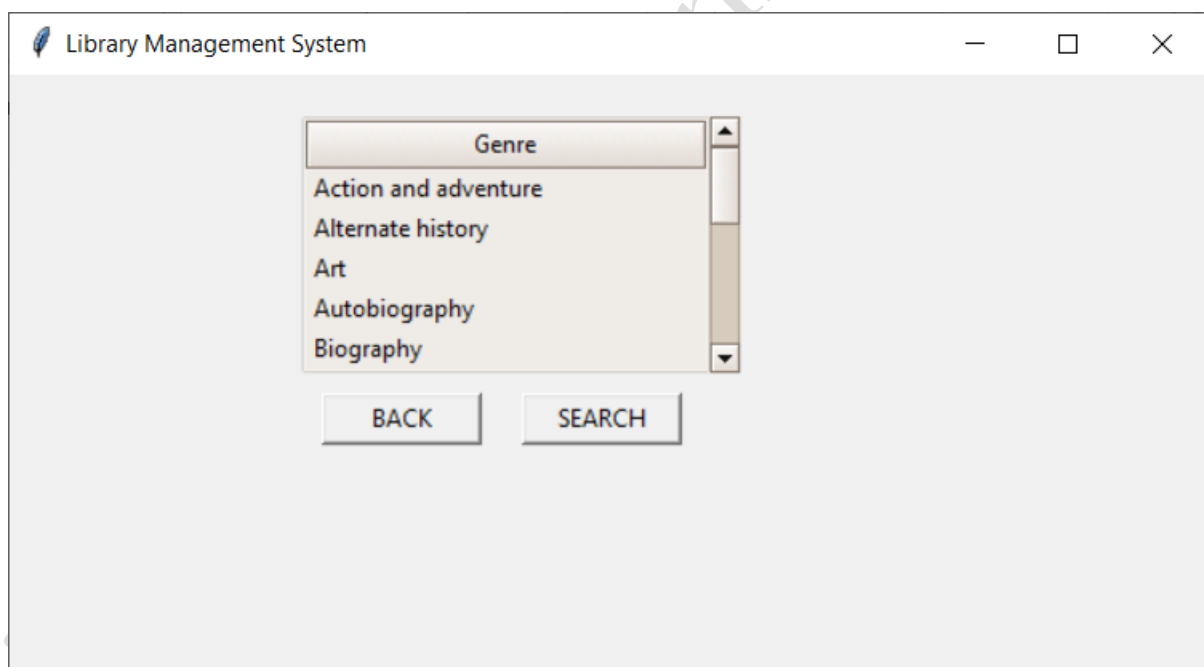 Library Management System
Genre
Action and adventure
Alternate history
Art
Autobiography
Biography
BACK SEARCH